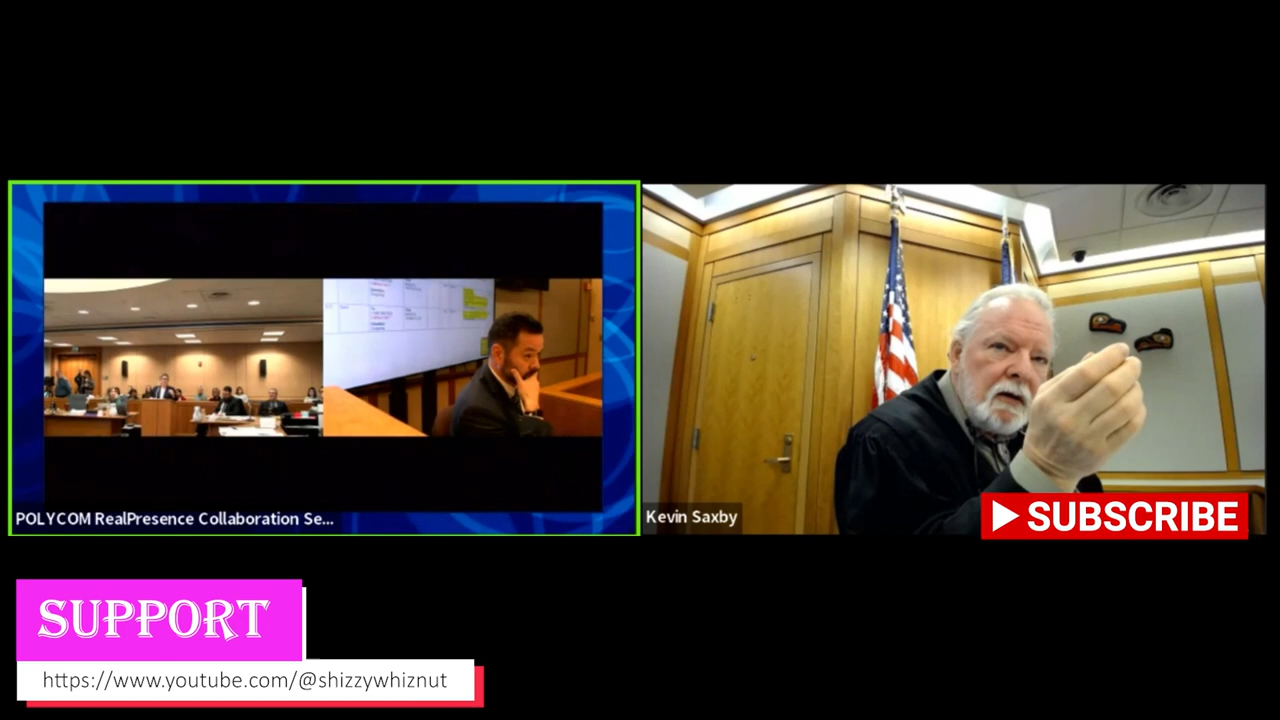 POLYCOM RealPresence Collaboration Se...
Kevin Saxby
SUBSCRIBE
SUPPORT
https://www.youtube.com/@shizzywhiznut